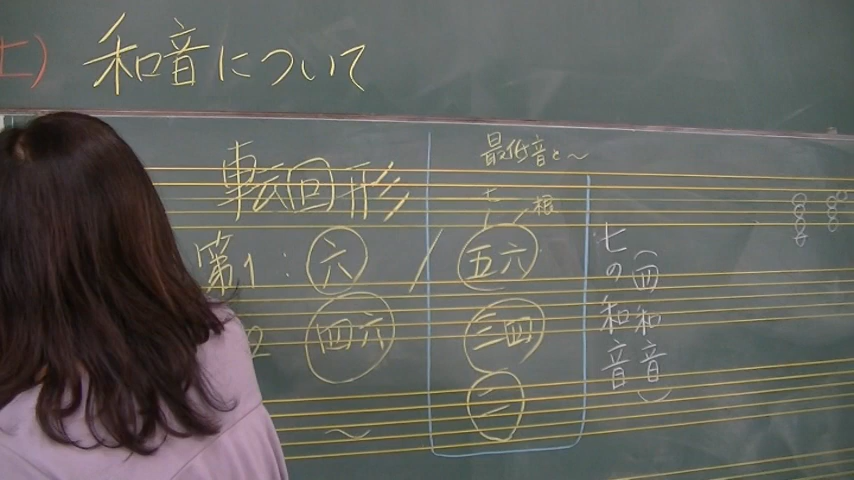 和音について
転回形
最低音と〜
七 根
第1: 六 / 五六
2 四六 三四
二
七の和音
(四和音)